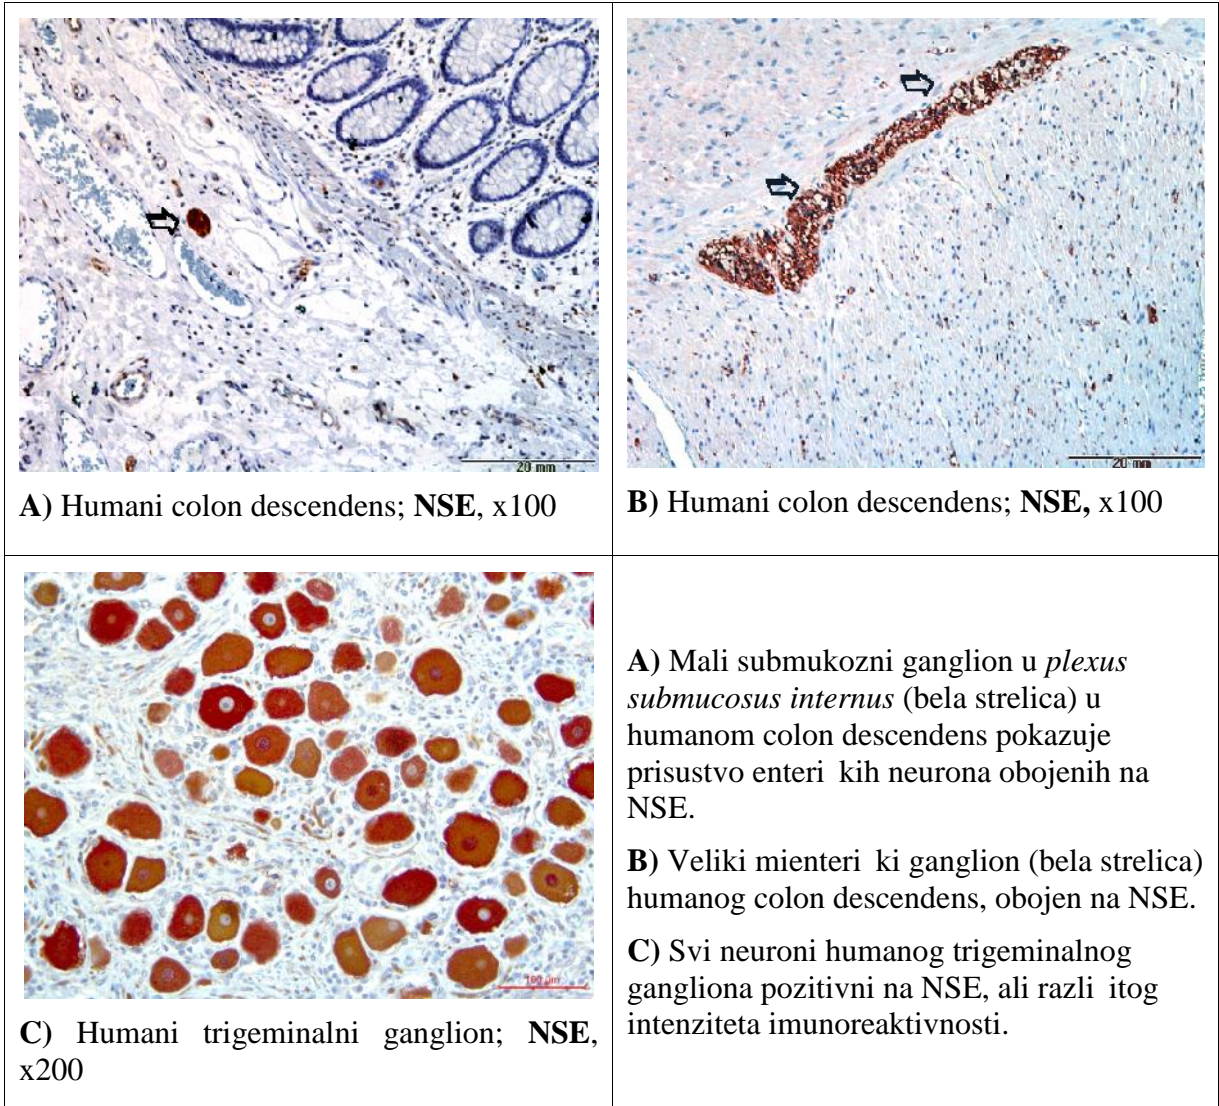 20 mm
A) Humani colon descendens; NSE, x100
20 mm
B) Humani colon descendens; NSE, x100
100 µm
C) Humani trigeminalni ganglion; NSE,
x200
A) Mali submukozni ganglion u plexus
submucosus internus (bela strelica) u
humanom colon descendens pokazuje
prisustvo enteri kih neurona obojenih na
NSE.
B) Veliki mienteri ki ganglion (bela strelica)
humanog colon descendens, obojen na NSE.
C) Svi neuroni humanog trigeminalnog
gangliona pozitivni na NSE, ali razli itog
intenziteta imunoreaktivnosti.